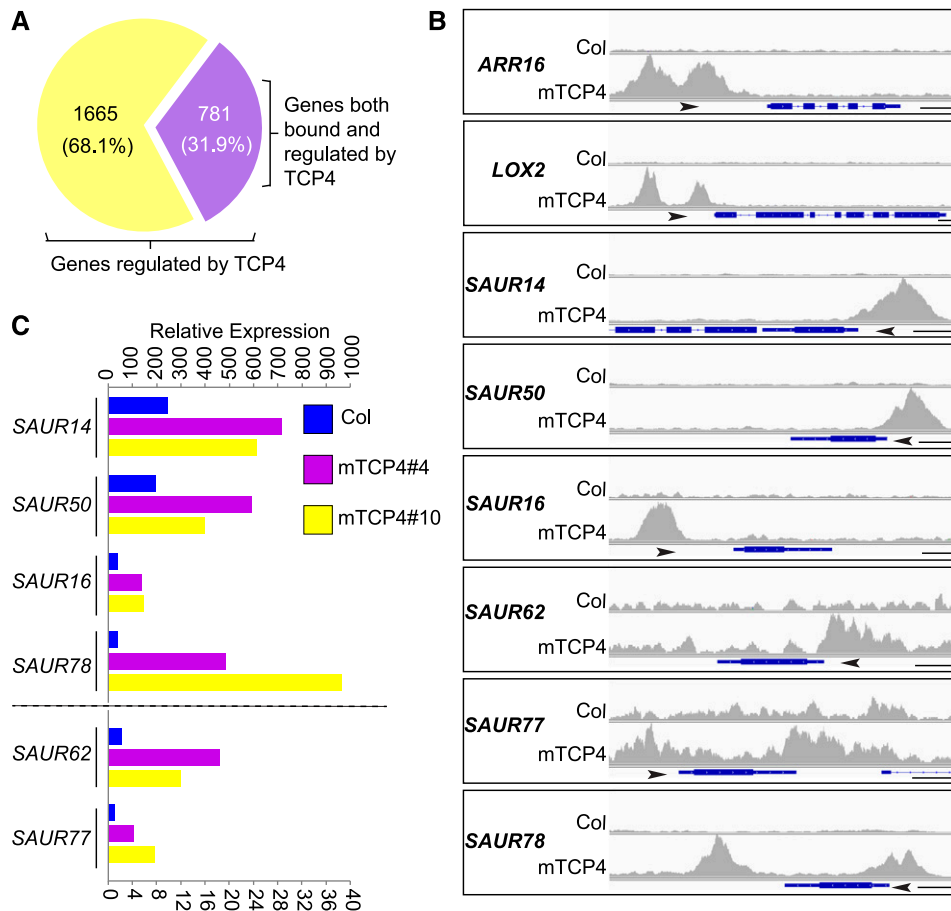 A
1665
(68.1%)
781
(31.9%)
Genes both
bound and
regulated by
TCP4
Genes regulated by TCP4
B
ARR16
Col
mTCP4
LOX2
Col
mTCP4
SAUR14
Col
mTCP4
SAUR50
Col
mTCP4
SAUR16
Col
mTCP4
SAUR62
Col
mTCP4
SAUR77
Col
mTCP4
SAUR78
Col
mTCP4
C
Relative Expression
0 100 200 300 400 500 600 700 800 900 1000
SAUR14
SAUR50
SAUR16
SAUR78
SAUR62
SAUR77
Col
mTCP4#4
mTCP4#10
0 4 8 12 16 20 24 28 32 36 40